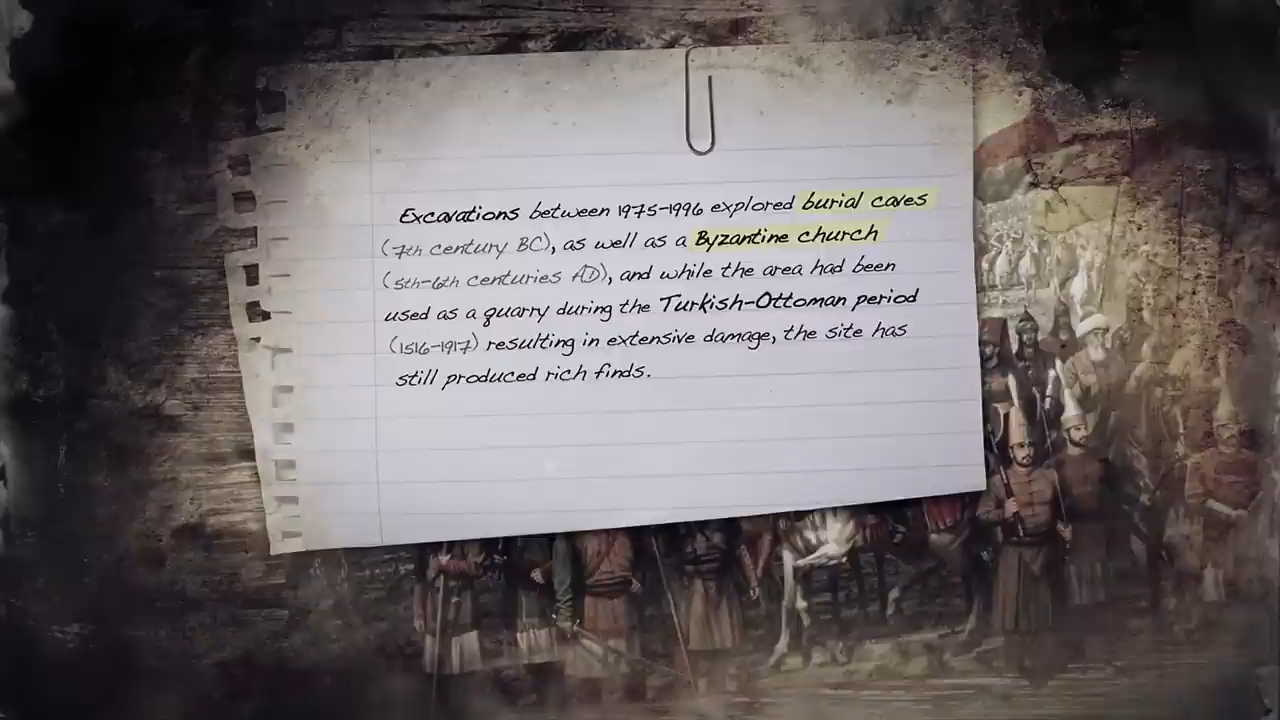 Excavations between 1975-1996 explored burial caves
(7th century BC), as well as a Byzantine church
(5th-6th centuries AD), and while the area had been
used as a quarry during the Turkish-Ottoman period
(1516-1917) resulting in extensive damage, the site has
still produced rich finds.